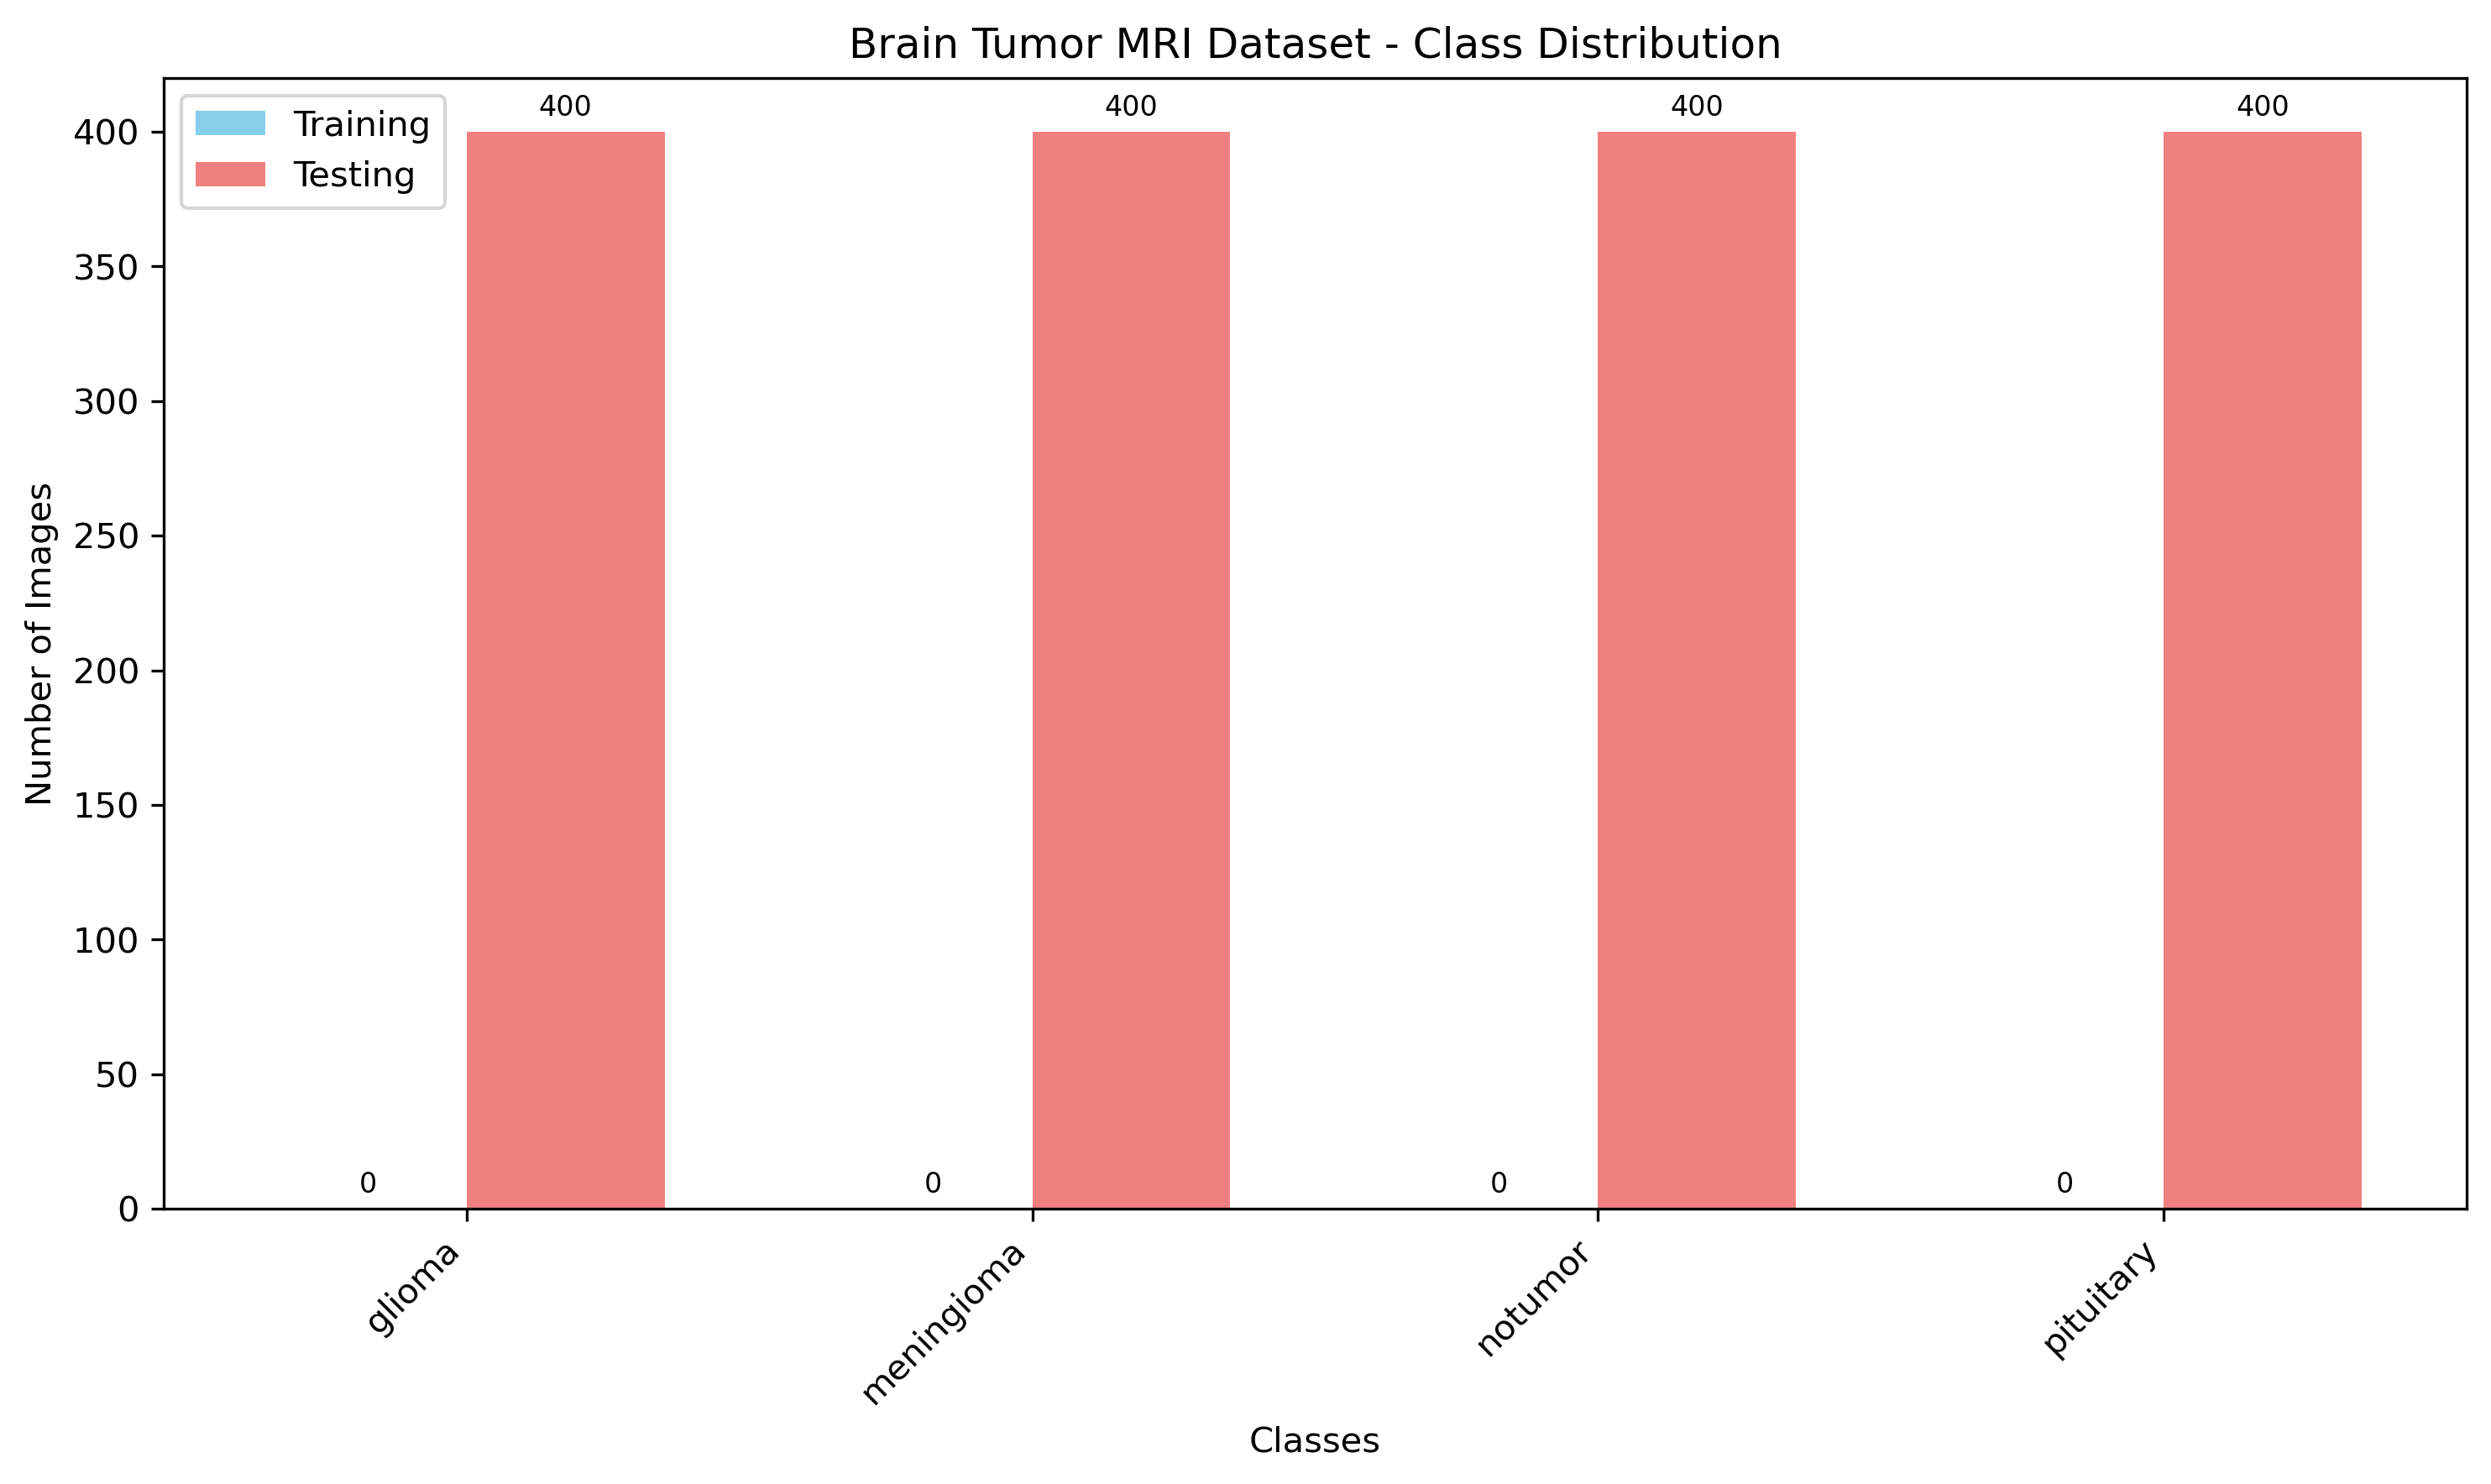 Brain Tumor MRI Dataset - Class Distribution
Training
Testing
400 400 400 400
400
350
300
250
200
150
100
50
0
Number of Images
0 0 0 0
glioma meningioma notumor pituitary
Classes